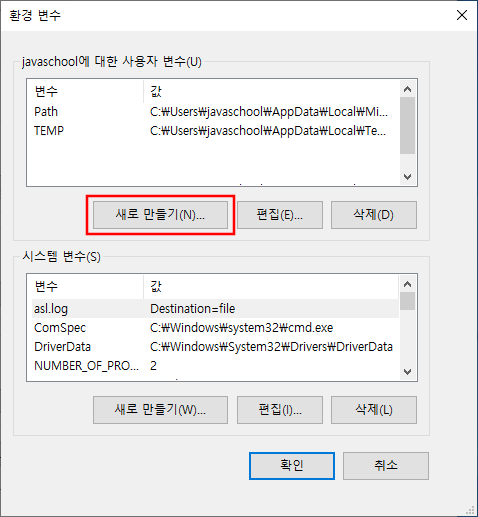 환경 변수
javaschool에 대한 사용자 변수(U)
변수 값
Path C:₩Users₩javaschool₩AppData₩Local₩Mi...
TEMP C:₩Users₩javaschool₩AppData₩Local₩Te...
새로 만들기(N)... 편집(E)... 삭제(D)
시스템 변수(S)
변수 값
asl.log Destination=file
ComSpec C:₩Windows₩system32₩cmd.exe
DriverData C:₩Windows₩System32₩Drivers₩DriverData
NUMBER_OF_PRO... 2
새로 만들기(W)... 편집(I)... 삭제(L)
확인 취소